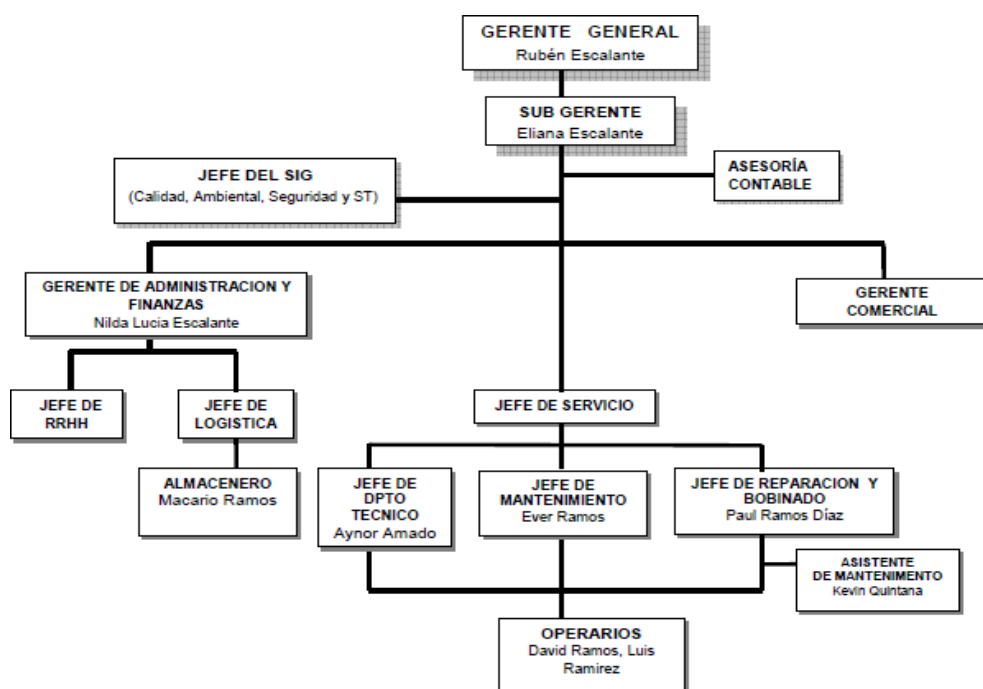 GERENTE GENERAL
Rubén Escalante
SUB GERENTE
Eliana Escalante
JEFE DEL SIG
(Calidad, Ambiental, Seguridad y ST)
ASESORÍA
CONTABLE
GERENTE DE ADMINISTRACION Y
FINANZAS
Nilda Lucia Escalante
GERENTE
COMERCIAL
JEFE DE
RRHH
JEFE DE
LOGISTICA
JEFE DE SERVICIO
ALMACENERO
Macario Ramos
JEFE DE
DPTO
TECNICO
Aynor Amado
JEFE DE
MANTENIMIENTO
Ever Ramos
JEFE DE REPARACION Y
BOBINADO
Paul Ramos Díaz
ASISTENTE
DE MANTENIMENTO
Kevin Quintana
OPERARIOS
David Ramos, Luis
Ramirez